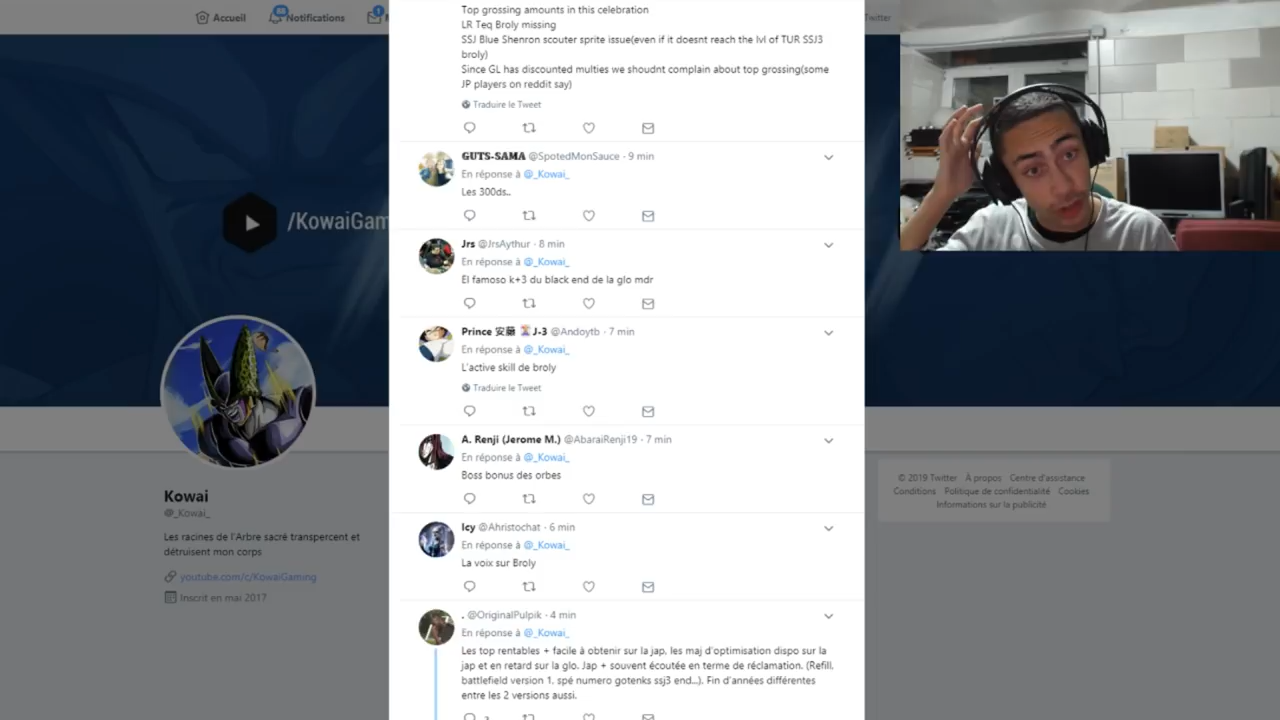 Accueil
Notifications
Twitter
Top grossing amounts in this celebration
LR Teq Broly missing
SSJ Blue Shenron scouter sprite issue(even if it doesnt reach the lvl of TUR SSJ3
broly)
Since GL has discounted multies we shoudnt complain about top grossing(some
JP players on reddit say)
Traduire le Tweet
GUTS-SAMA @SpotedMonSauce · 9 min
En réponse à @_Kowai_
Les 300ds..
/KowaiGam
Jrs @JrsAythur · 8 min
En réponse à @_Kowai_
El famoso k+3 du black end de la glo mdr
Prince 安藤 J-3 @Andoytb · 7 min
En réponse à @_Kowai_
L'active skill de broly
Traduire le Tweet
A. Renji (Jerome M.) @AbaraiRenji19 · 7 min
En réponse à @_Kowai_
Boss bonus des orbes
Icy @Ahristochat · 6 min
En réponse à @_Kowai_
La voix sur Broly
. @OriginalPulpik · 4 min
En réponse à @_Kowai_
Les top rentables + facile à obtenir sur la jap, les maj d'optimisation dispo sur la
jap et en retard sur la glo. Jap + souvent écoutée en terme de réclamation. (Refill,
battlefield version 1, spé numero gotenks ssj3 end...). Fin d'années différentes
entre les 2 versions aussi.
Kowai
@_Kowai_
Les racines de l'Arbre sacré transpercent et
détruisent mon corps
youtube.com/c/KowaiGaming
Inscrit en mai 2017
© 2019 Twitter À propos Centre d'assistance
Conditions Politique de confidentialité Cookies
Informations sur la publicité